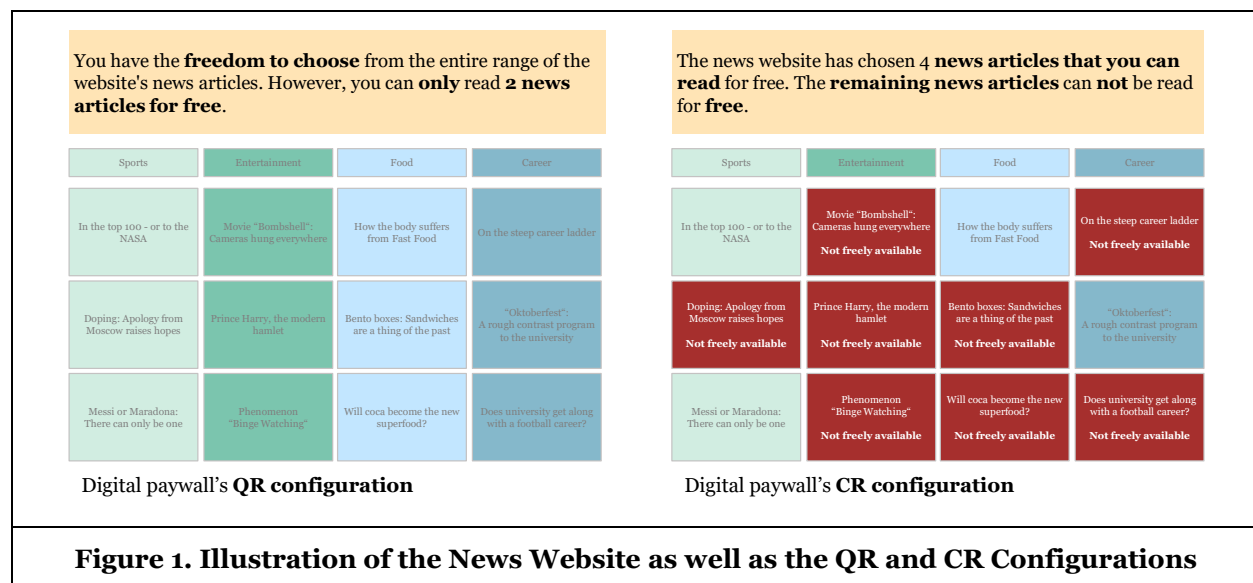 You have the freedom to choose from the entire range of the
website's news articles. However, you can only read 2 news
articles for free.
Sports
Entertainment
Food
Career
In the top 100 - or to the
NASA
Movie "Bombshell“:
Cameras hung everywhere
How the body suffers
from Fast Food
On the steep career ladder
Doping: Apology from
Moscow raises hopes
Prince Harry, the modern
hamlet
Bento boxes: Sandwiches
are a thing of the past
"Oktoberfest":
A rough contrast program
to the university
Messi or Maradona:
There can only be one
Phenomenon
"Binge Watching"
Will coca become the new
superfood?
Does university get along
with a football career?
Digital paywall’s QR configuration
The news website has chosen 4 news articles that you can
read for free. The remaining news articles can not be read
for free.
Sports
Entertainment
Food
Career
In the top 100 - or to the
NASA
Movie "Bombshell“:
Cameras hung everywhere
Not freely available
How the body suffers
from Fast Food
On the steep career ladder
Not freely available
Doping: Apology from
Moscow raises hopes
Not freely available
Prince Harry, the modern
hamlet
Not freely available
Bento boxes: Sandwiches
are a thing of the past
Not freely available
"Oktoberfest":
A rough contrast program
to the university
Messi or Maradona:
There can only be one
Phenomenon
"Binge Watching"
Not freely available
Will coca become the new
superfood?
Not freely available
Does university get along
with a football career?
Not freely available
Digital paywall’s CR configuration
Figure 1. Illustration of the News Website as well as the QR and CR Configurations